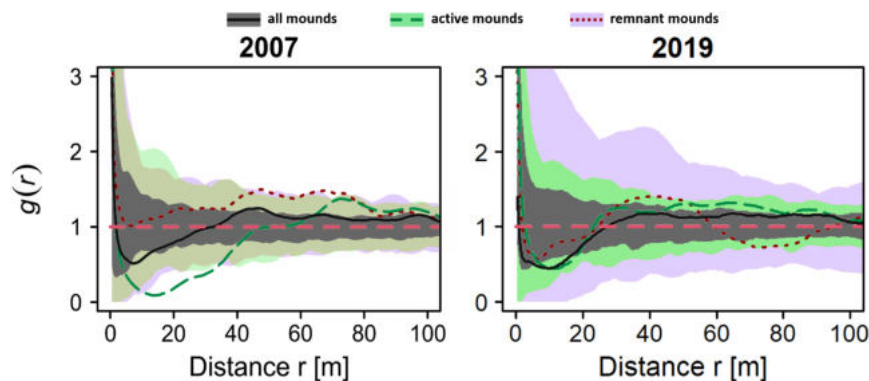 all mounds active mounds remnant mounds
2007 2019
3 3
2 2
g(r)
1 1
0 0
0 20 40 60 80 100 0 20 40 60 80 100
Distance r [m] Distance r [m]